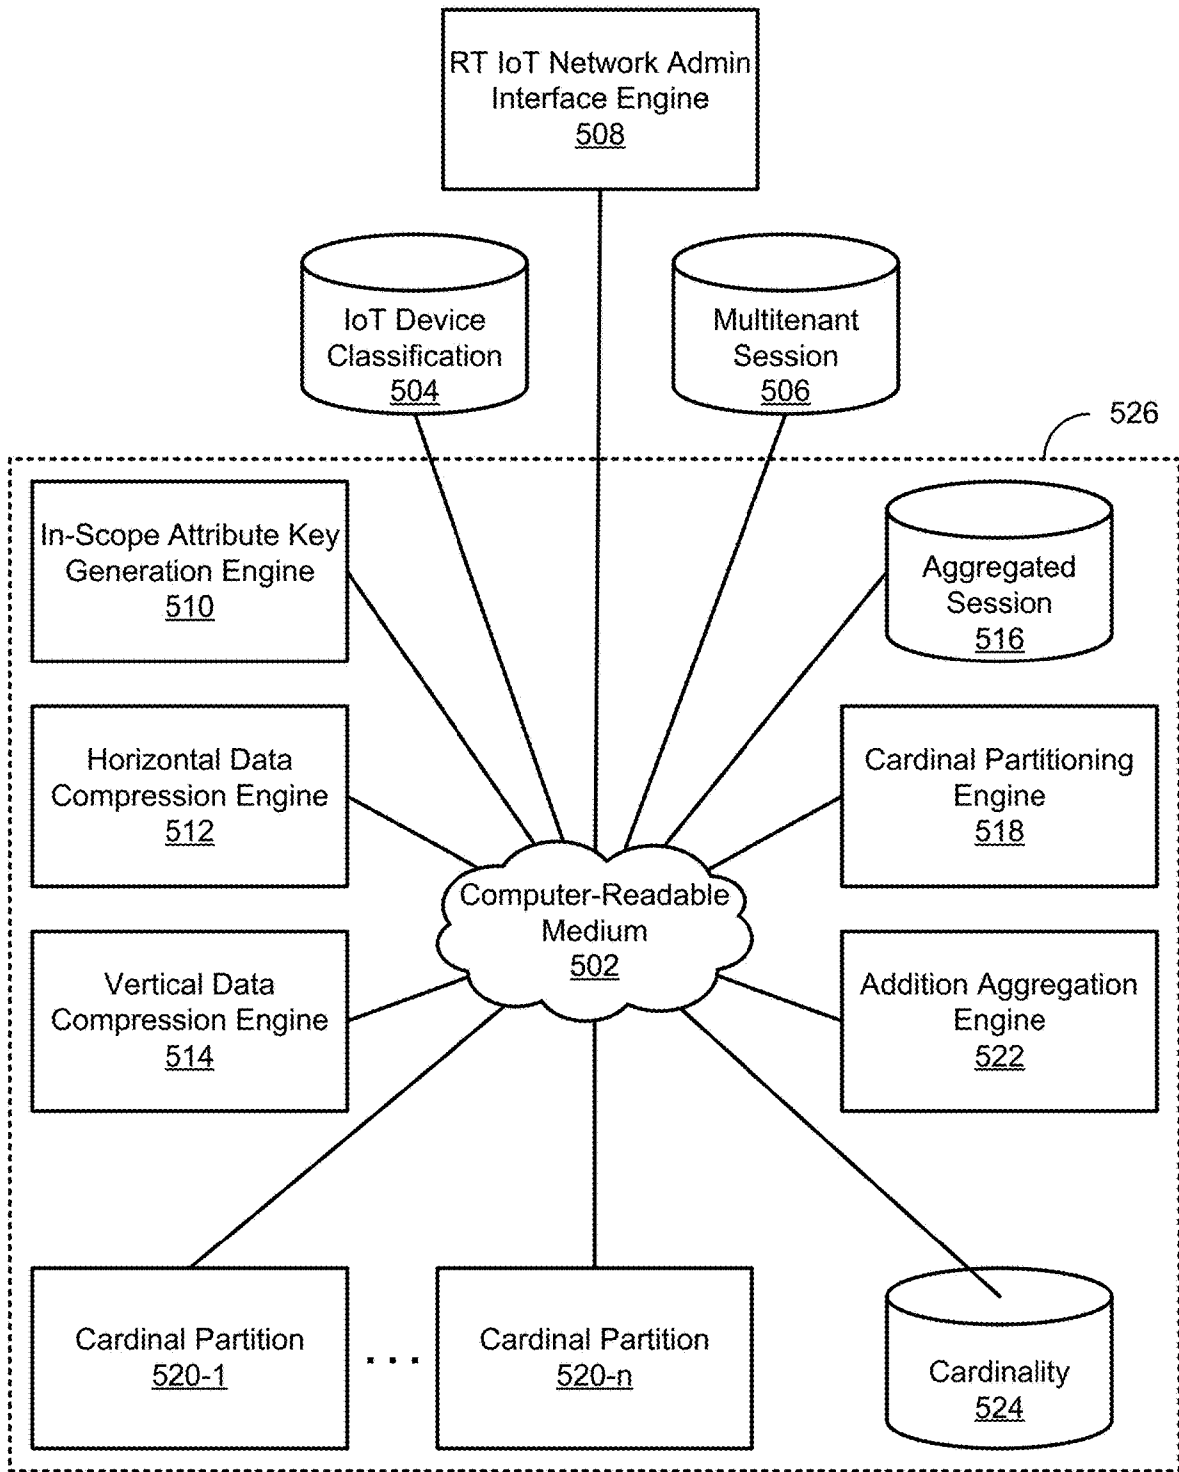 RT IoT Network Admin
Interface Engine
508
IoT Device
Classification
504
Multitenant
Session
506
526
In-Scope Attribute Key
Generation Engine
510
Aggregated
Session
516
Horizontal Data
Compression Engine
512
Cardinal Partitioning
Engine
518
Computer-Readable
Medium
502
Vertical Data
Compression Engine
514
Addition Aggregation
Engine
522
Cardinal Partition
520-1
. . .
Cardinal Partition
520-n
Cardinality
524